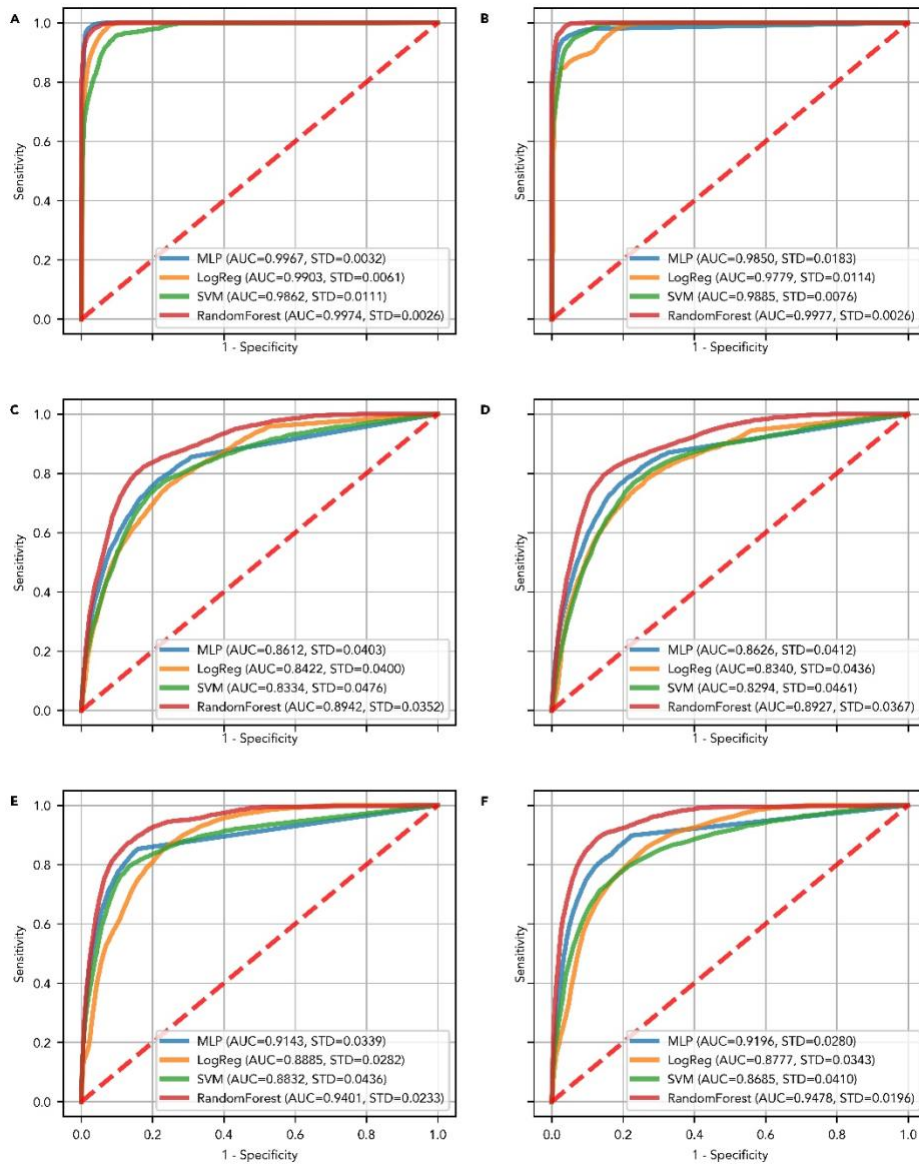 A
1.0
0.8
0.6
0.4
0.2
0.0
Sensitivity
MLP (AUC=0.9967, STD=0.0032)
LogReg (AUC=0.9903, STD=0.0061)
SVM (AUC=0.9862, STD=0.0111)
RandomForest (AUC=0.9974, STD=0.0026)
1 - Specificity
B
Sensitivity
MLP (AUC=0.9850, STD=0.0183)
LogReg (AUC=0.9779, STD=0.0114)
SVM (AUC=0.9885, STD=0.0076)
RandomForest (AUC=0.9977, STD=0.0026)
1 - Specificity
C
1.0
0.8
0.6
0.4
0.2
0.0
Sensitivity
MLP (AUC=0.8612, STD=0.0403)
LogReg (AUC=0.8422, STD=0.0400)
SVM (AUC=0.8334, STD=0.0476)
RandomForest (AUC=0.8942, STD=0.0352)
1 - Specificity
D
Sensitivity
MLP (AUC=0.8626, STD=0.0412)
LogReg (AUC=0.8340, STD=0.0436)
SVM (AUC=0.8294, STD=0.0461)
RandomForest (AUC=0.8927, STD=0.0367)
1 - Specificity
E
1.0
0.8
0.6
0.4
0.2
0.0
Sensitivity
MLP (AUC=0.9143, STD=0.0339)
LogReg (AUC=0.8885, STD=0.0282)
SVM (AUC=0.8832, STD=0.0436)
RandomForest (AUC=0.9401, STD=0.0233)
0.0 0.2 0.4 0.6 0.8 1.0
1 - Specificity
F
Sensitivity
MLP (AUC=0.9196, STD=0.0280)
LogReg (AUC=0.8777, STD=0.0343)
SVM (AUC=0.8685, STD=0.0410)
RandomForest (AUC=0.9478, STD=0.0196)
0.0 0.2 0.4 0.6 0.8 1.0
1 - Specificity